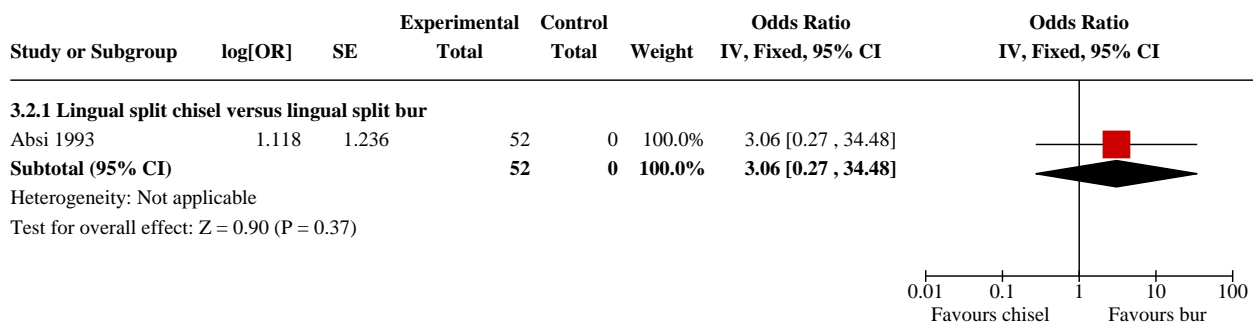 Experimental Control Odds Ratio Odds Ratio
Study or Subgroup log[OR] SE Total Total Weight IV, Fixed, 95% CI IV, Fixed, 95% CI
3.2.1 Lingual split chisel versus lingual split bur
Absi 1993 1.118 1.236 52 0 100.0% 3.06 [0.27 , 34.48]
Subtotal (95% CI) 52 0 100.0% 3.06 [0.27 , 34.48]
Heterogeneity: Not applicable
Test for overall effect: Z = 0.90 (P = 0.37)
0.01 0.1 1 10 100
Favours chisel Favours bur